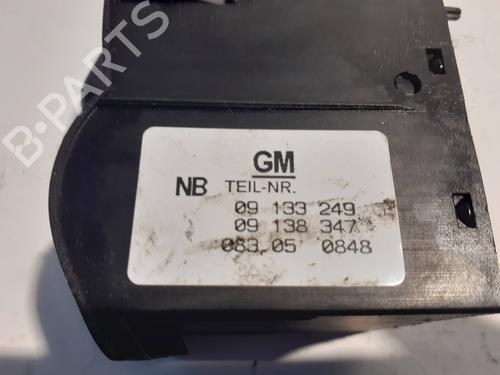 GM
NB TEIL-NR.
09 133 249
09 138 347
083.05 0848
B-PARTS